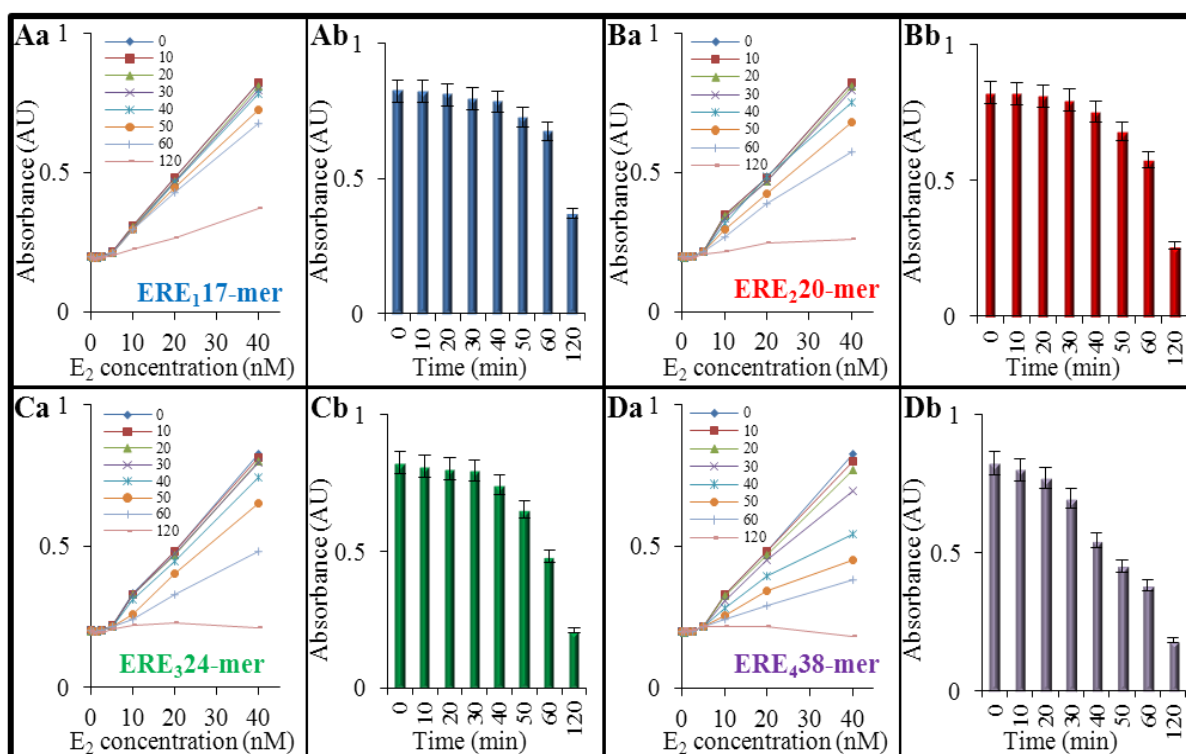 Aa
1
0.5
0
Absorbance (AU)
0
10
20
30
40
50
60
120
ERE₁17-mer
0 10 20 30 40
E₂ concentration (nM)
Ab
1
0.5
0
Absorbance (AU)
0 10 20 30 40 50 60 120
Time (min)
Ba
1
0.5
0
Absorbance (AU)
0
10
20
30
40
50
60
120
ERE₂20-mer
0 10 20 30 40
E₂ concentration (nM)
Bb
1
0.5
0
Absorbance (AU)
0 10 20 30 40 50 60 120
Time (min)
Ca
1
0.5
0
Absorbance (AU)
0
10
20
30
40
50
60
120
ERE₃24-mer
0 10 20 30 40
E₂ concentration (nM)
Cb
1
0.5
0
Absorbance (AU)
0 10 20 30 40 50 60 120
Time (min)
Da
1
0.5
0
Absorbance (AU)
0
10
20
30
40
50
60
120
ERE₄38-mer
0 10 20 30 40
E₂ concentration (nM)
Db
1
0.5
0
Absorbance (AU)
0 10 20 30 40 50 60 120
Time (min)